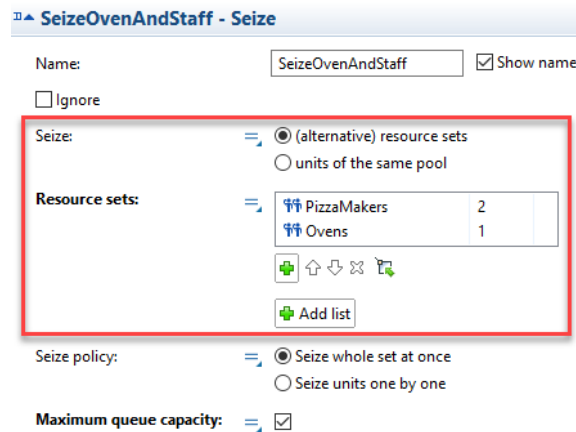 SeizeOvenAndStaff - Seize
Name: SeizeOvenAndStaff Show name
Ignore
Seize: (alternative) resource sets
units of the same pool
Resource sets: PizzaMakers 2
Ovens 1
Add list
Seize policy: Seize whole set at once
Seize units one by one
Maximum queue capacity: